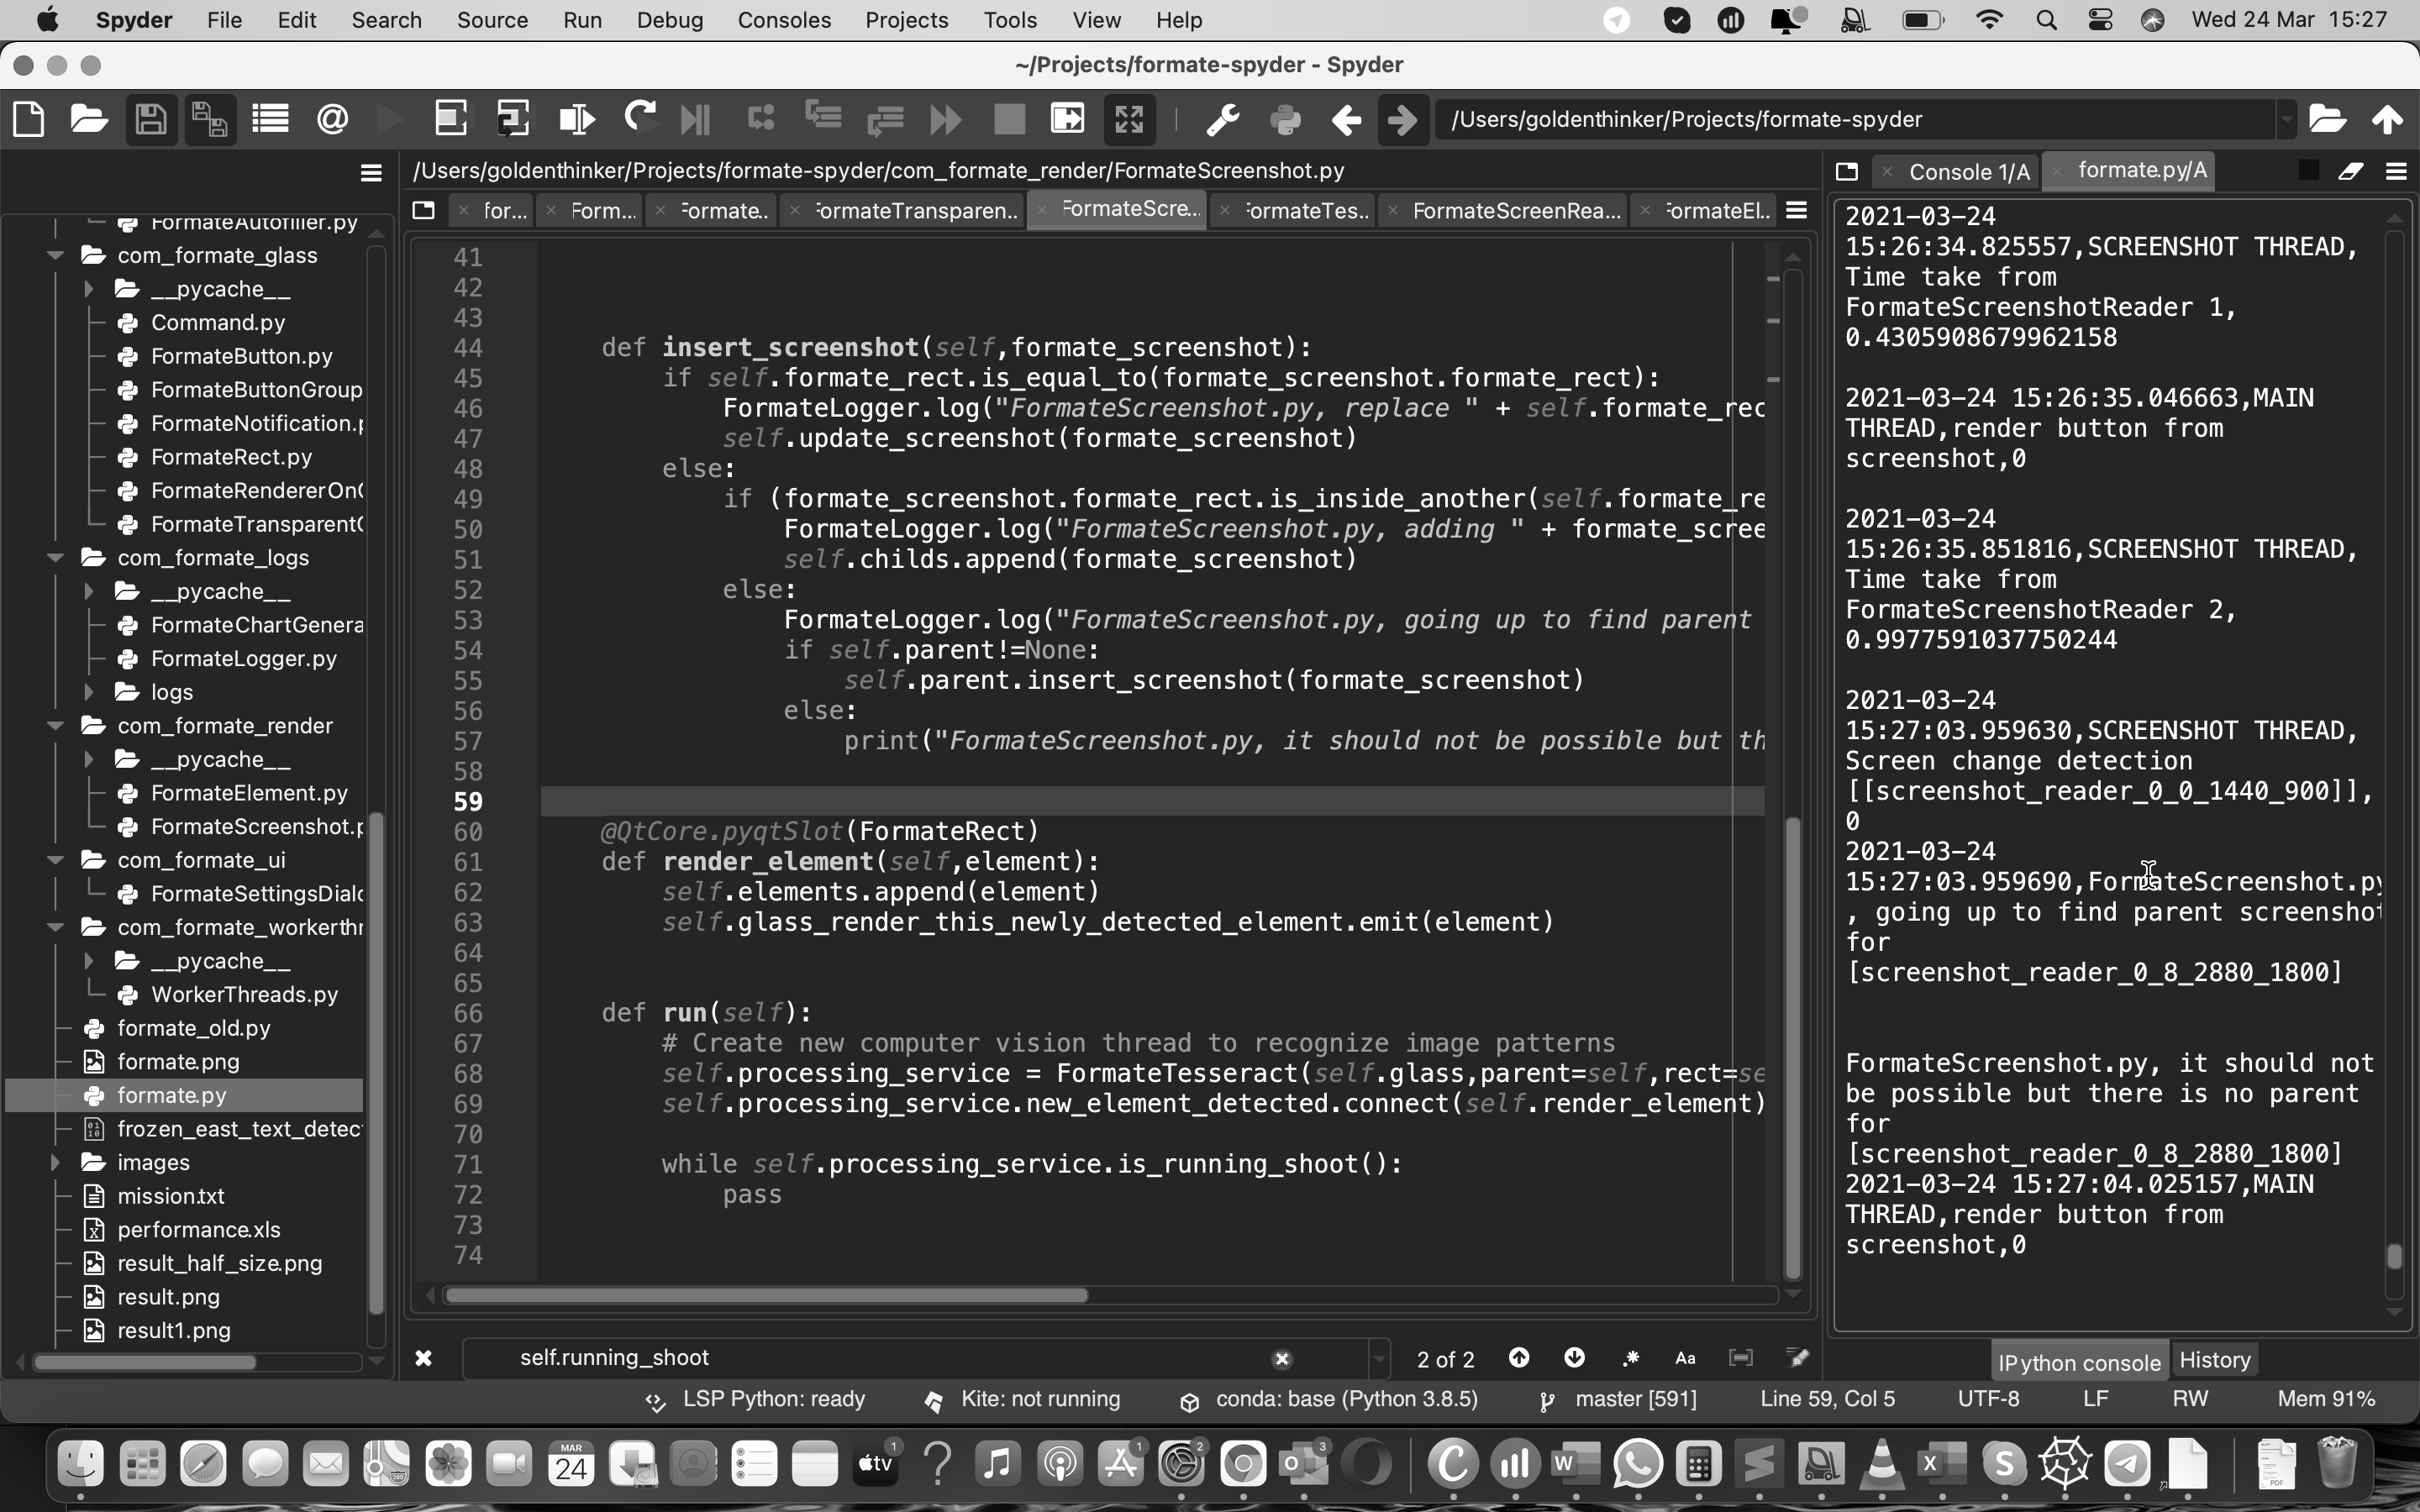 Spyder File Edit Search Source Run Debug Consoles Projects Tools View Help Wed 24 Mar 15:27
~/Projects/formate-spyder - Spyder
/Users/goldenthinker/Projects/formate-spyder
FormateAutofiller.py
com_formate_glass
__pycache__
Command.py
FormateButton.py
FormateButtonGroup
FormateNotification.p
FormateRect.py
FormateRendererOn
FormateTransparent
com_formate_logs
__pycache__
FormateChartGenera
FormateLogger.py
logs
com_formate_render
__pycache__
FormateElement.py
FormateScreenshot.p
com_formate_ui
FormateSettingsDialo
com_formate_workerthr
__pycache__
WorkerThreads.py
formate_old.py
formate.png
formate.py
frozen_east_text_detec
images
mission.txt
performance.xls
result_half_size.png
result.png
result1.png
/Users/goldenthinker/Projects/formate-spyder/com_formate_render/FormateScreenshot.py
for... Form... Formate.. FormateTransparen.. FormateScre... FormateTes.. FormateScreenRea... FormateEl..
41
42
43
44 def insert_screenshot(self,formate_screenshot):
45 if self.formate_rect.is_equal_to(formate_screenshot.formate_rect):
46 FormateLogger.log("FormateScreenshot.py, replace " + self.formate_rec
47 self.update_screenshot(formate_screenshot)
48 else:
49 if (formate_screenshot.formate_rect.is_inside_another(self.formate_re
50 FormateLogger.log("FormateScreenshot.py, adding " + formate_scree
51 self.childs.append(formate_screenshot)
52 else:
53 FormateLogger.log("FormateScreenshot.py, going up to find parent
54 if self.parent!=None:
55 self.parent.insert_screenshot(formate_screenshot)
56 else:
57 print("FormateScreenshot.py, it should not be possible but th
58
59
60 @QtCore.pyqtSlot(FormateRect)
61 def render_element(self,element):
62 self.elements.append(element)
63 self.glass_render_this_newly_detected_element.emit(element)
64
65
66 def run(self):
67 # Create new computer vision thread to recognize image patterns
68 self.processing_service = FormateTesseract(self.glass,parent=self,rect=se
69 self.processing_service.new_element_detected.connect(self.render_element)
70
71 while self.processing_service.is_running_shoot():
72 pass
73
74
self.running_shoot 2 of 2 Aa
Console 1/A formate.py/A
2021-03-24
15:26:34.825557,SCREENSHOT THREAD,
Time take from
FormateScreenshotReader 1,
0.4305908679962158
2021-03-24 15:26:35.046663,MAIN
THREAD,render button from
screenshot,0
2021-03-24
15:26:35.851816,SCREENSHOT THREAD,
Time take from
FormateScreenshotReader 2,
0.9977591037750244
2021-03-24
15:27:03.959630,SCREENSHOT THREAD,
Screen change detection
[[screenshot_reader_0_0_1440_900]],
0
2021-03-24
15:27:03.959690,FormateScreenshot.py
, going up to find parent screenshot
for
[screenshot_reader_0_8_2880_1800]
FormateScreenshot.py, it should not
be possible but there is no parent
for
[screenshot_reader_0_8_2880_1800]
2021-03-24 15:27:04.025157,MAIN
THREAD,render button from
screenshot,0
IPython console History
LSP Python: ready Kite: not running conda: base (Python 3.8.5) master [591] Line 59, Col 5 UTF-8 LF RW Mem 91%
MAR
24
tv
1
1
2
3
PDF